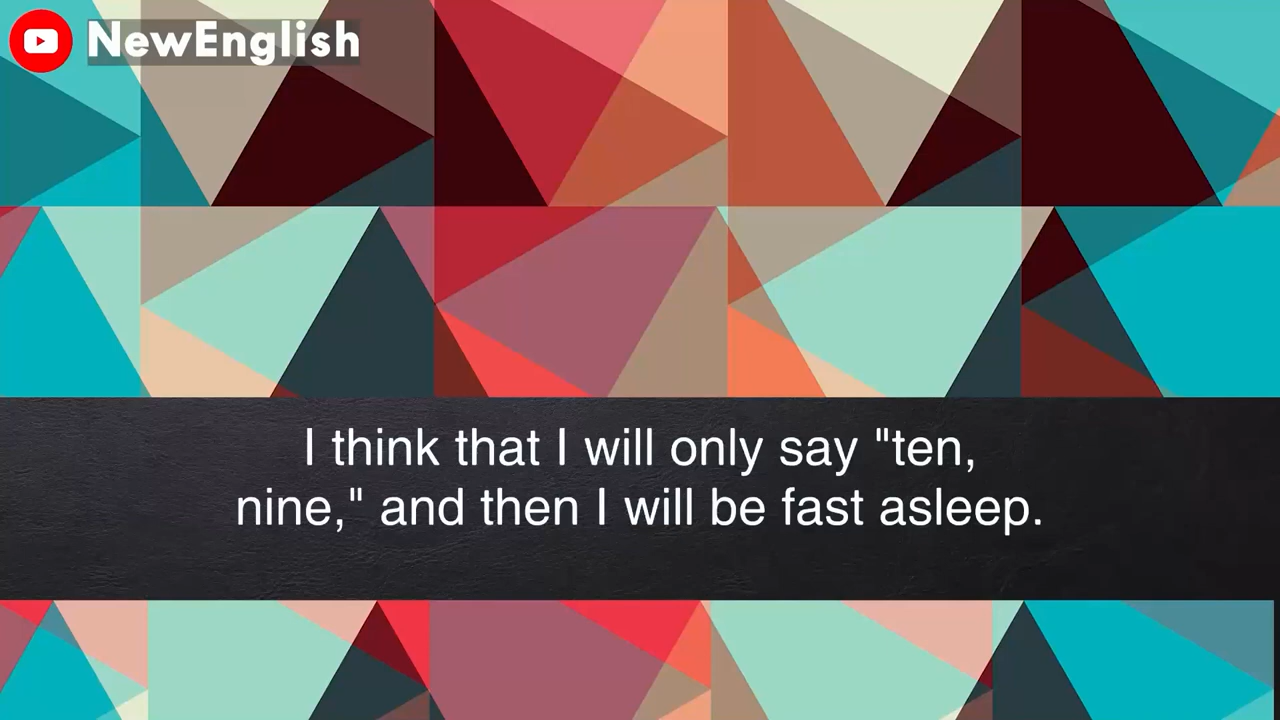 NewEnglish
I think that I will only say "ten,
nine," and then I will be fast asleep.